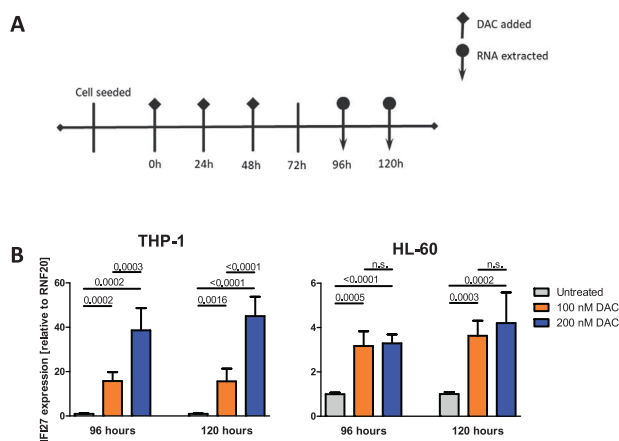 A
DAC added
RNA extracted
Cell seeded
0h
24h
48h
72h
96h
120h
B
THP-1
HL-60
IFI27 expression [relative to RNF20]
60
40
20
0
0.0003
0.0002
0.0002
<0.0001
<0.0001
0.0016
96 hours
120 hours
6
4
2
0
n.s.
<0.0001
0.0005
n.s.
0.0002
0.0003
96 hours
120 hours
Untreated
100 nM DAC
200 nM DAC